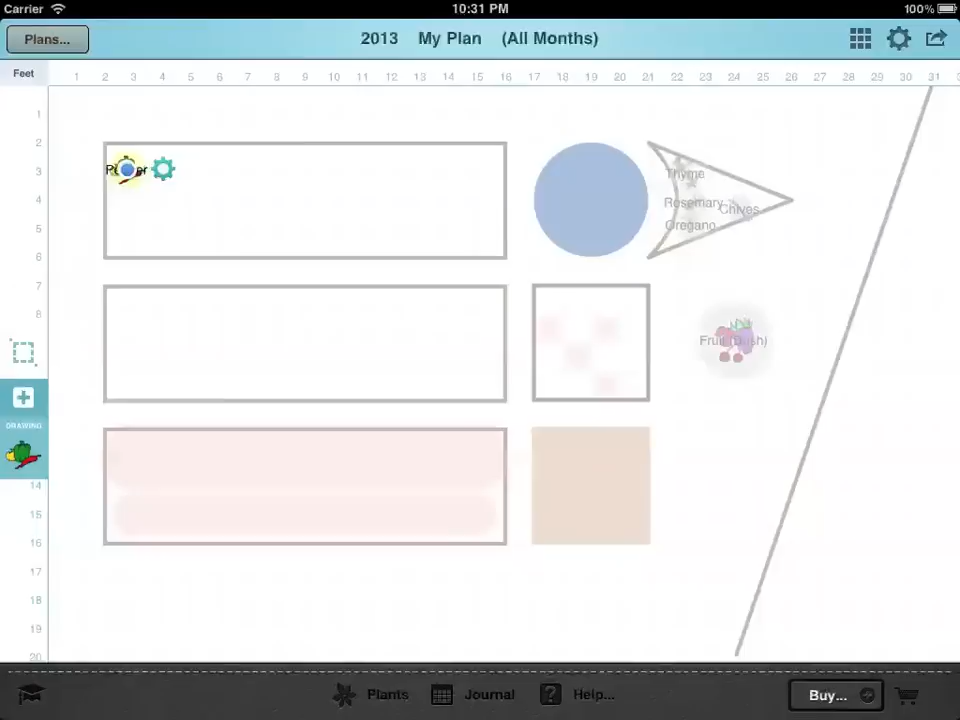 Carrier 10:31 PM 100%
Plans... 2013 My Plan (All Months)
Feet 1 2 3 4 5 6 7 8 9 10 11 12 13 14 15 16 17 18 19 20 21 22 23 24 25 26 27 28 29 30 31
1
2
3
4
5
6
7
8
14
15
16
17
18
19
20
Thyme
Rosemary
Chives
Oregano
DRAWING
Plants Journal Help... Buy...